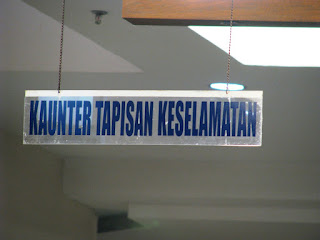 KAUNTER TAPISAN KESELAMATAN